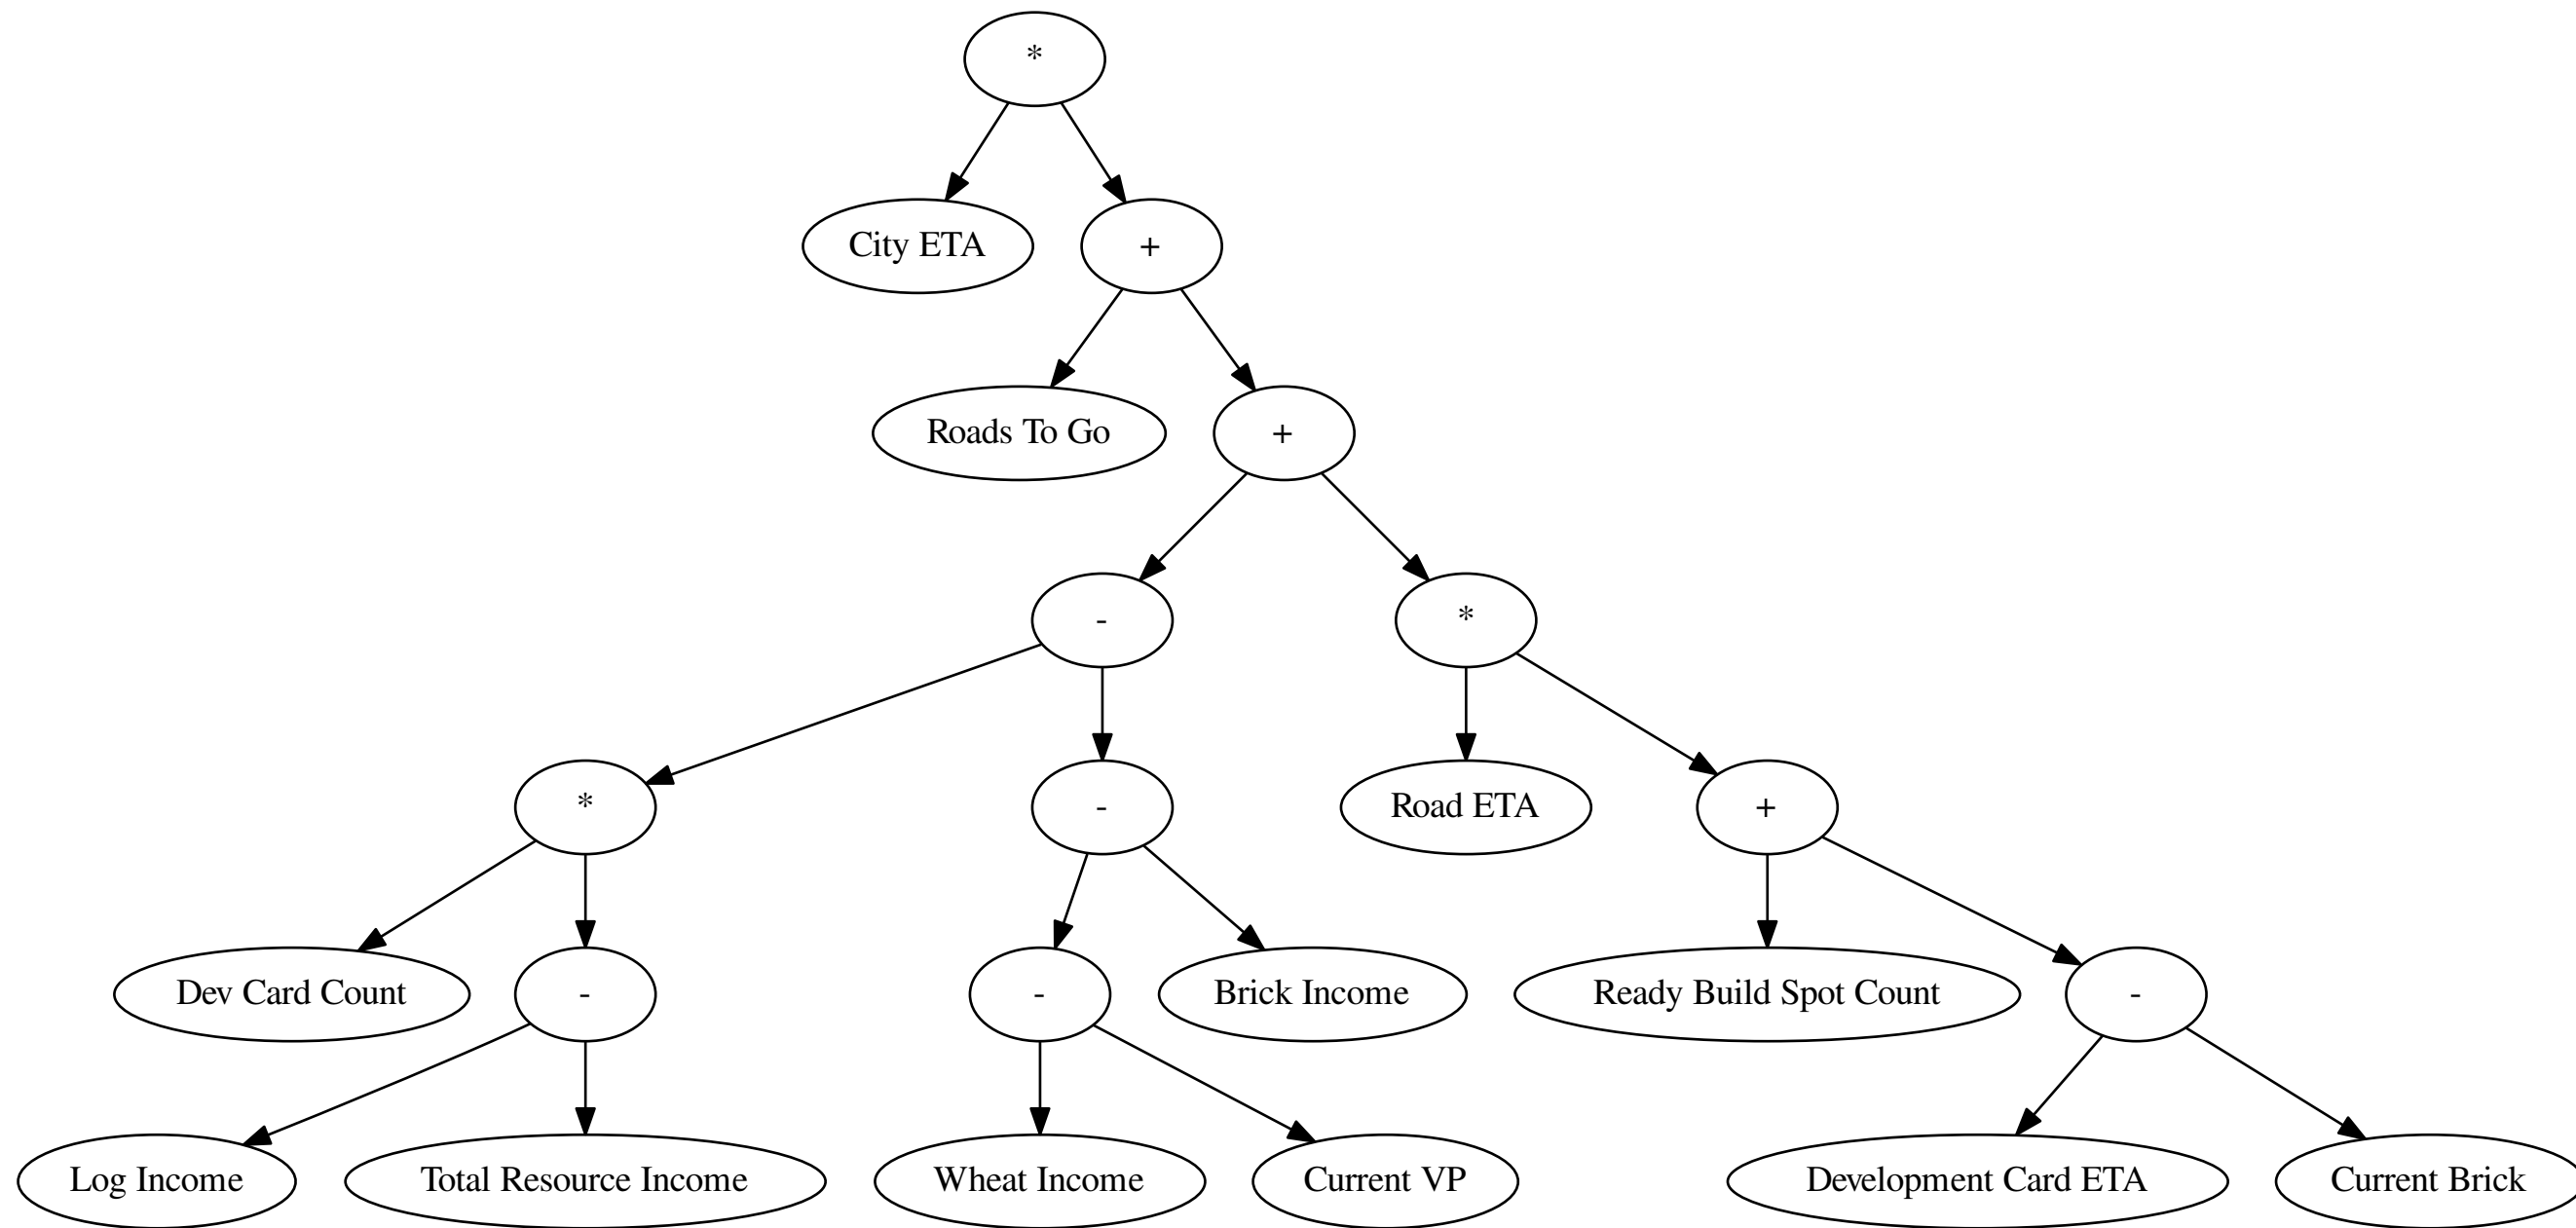 *
City ETA
+
Roads To Go
+
-
*
*
-
Road ETA
+
Dev Card Count
-
-
Brick Income
Ready Build Spot Count
-
Log Income
Total Resource Income
Wheat Income
Current VP
Development Card ETA
Current Brick